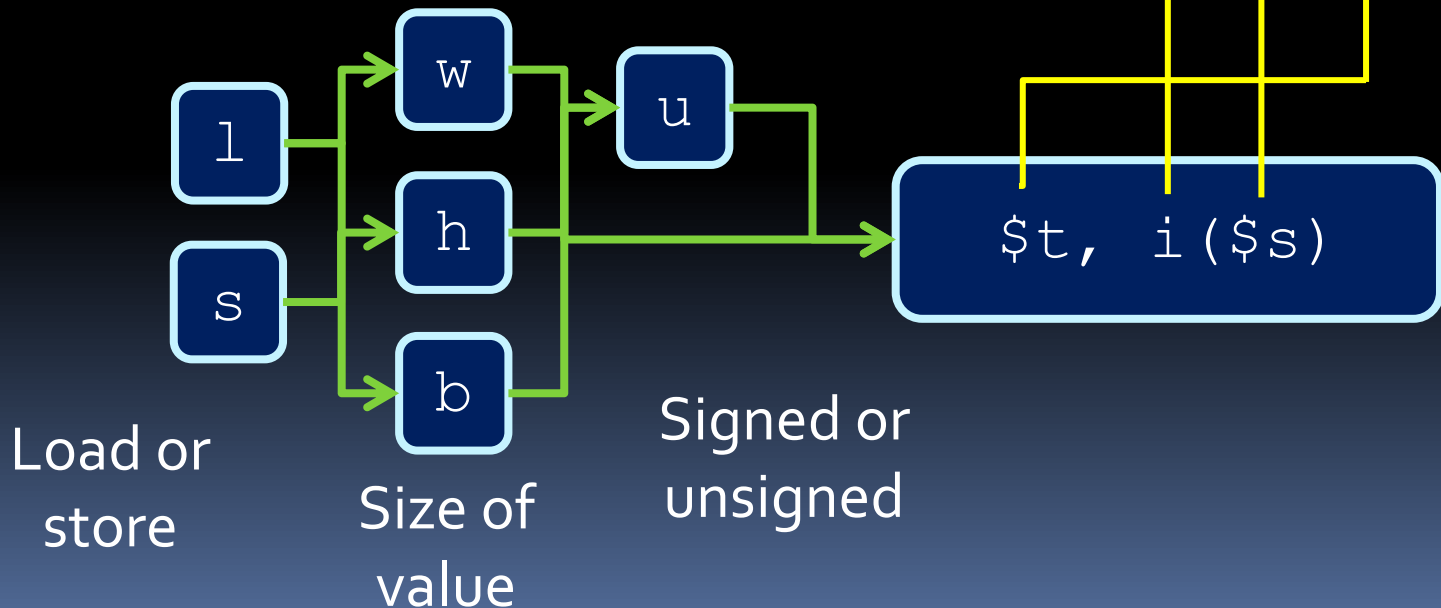 l
s
Load or
store
w
h
b
Size of
value
u
Signed or
unsigned
$t, i($s)